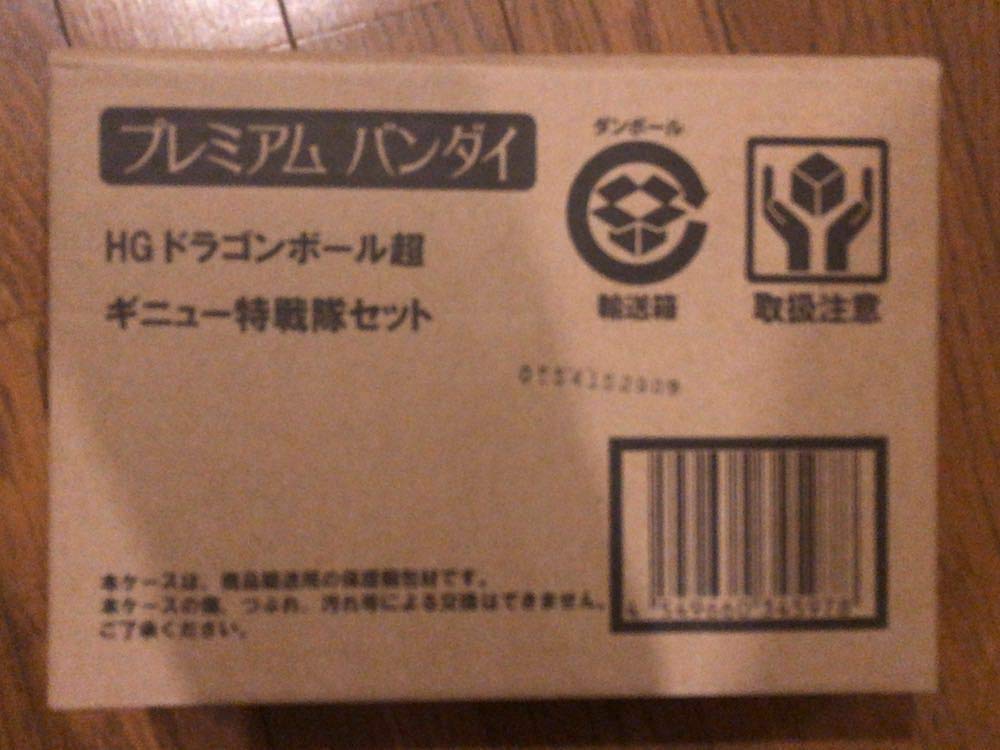 プレミアム バンダイ
HGドラゴンボール超
ギニュー特戦隊セット
ダンボール
輸送箱
取扱注意
本ケースは、商品輸送用の保護梱包材です。
本ケースの傷、つぶれ、汚れ等による交換はできません。
ご了承ください。